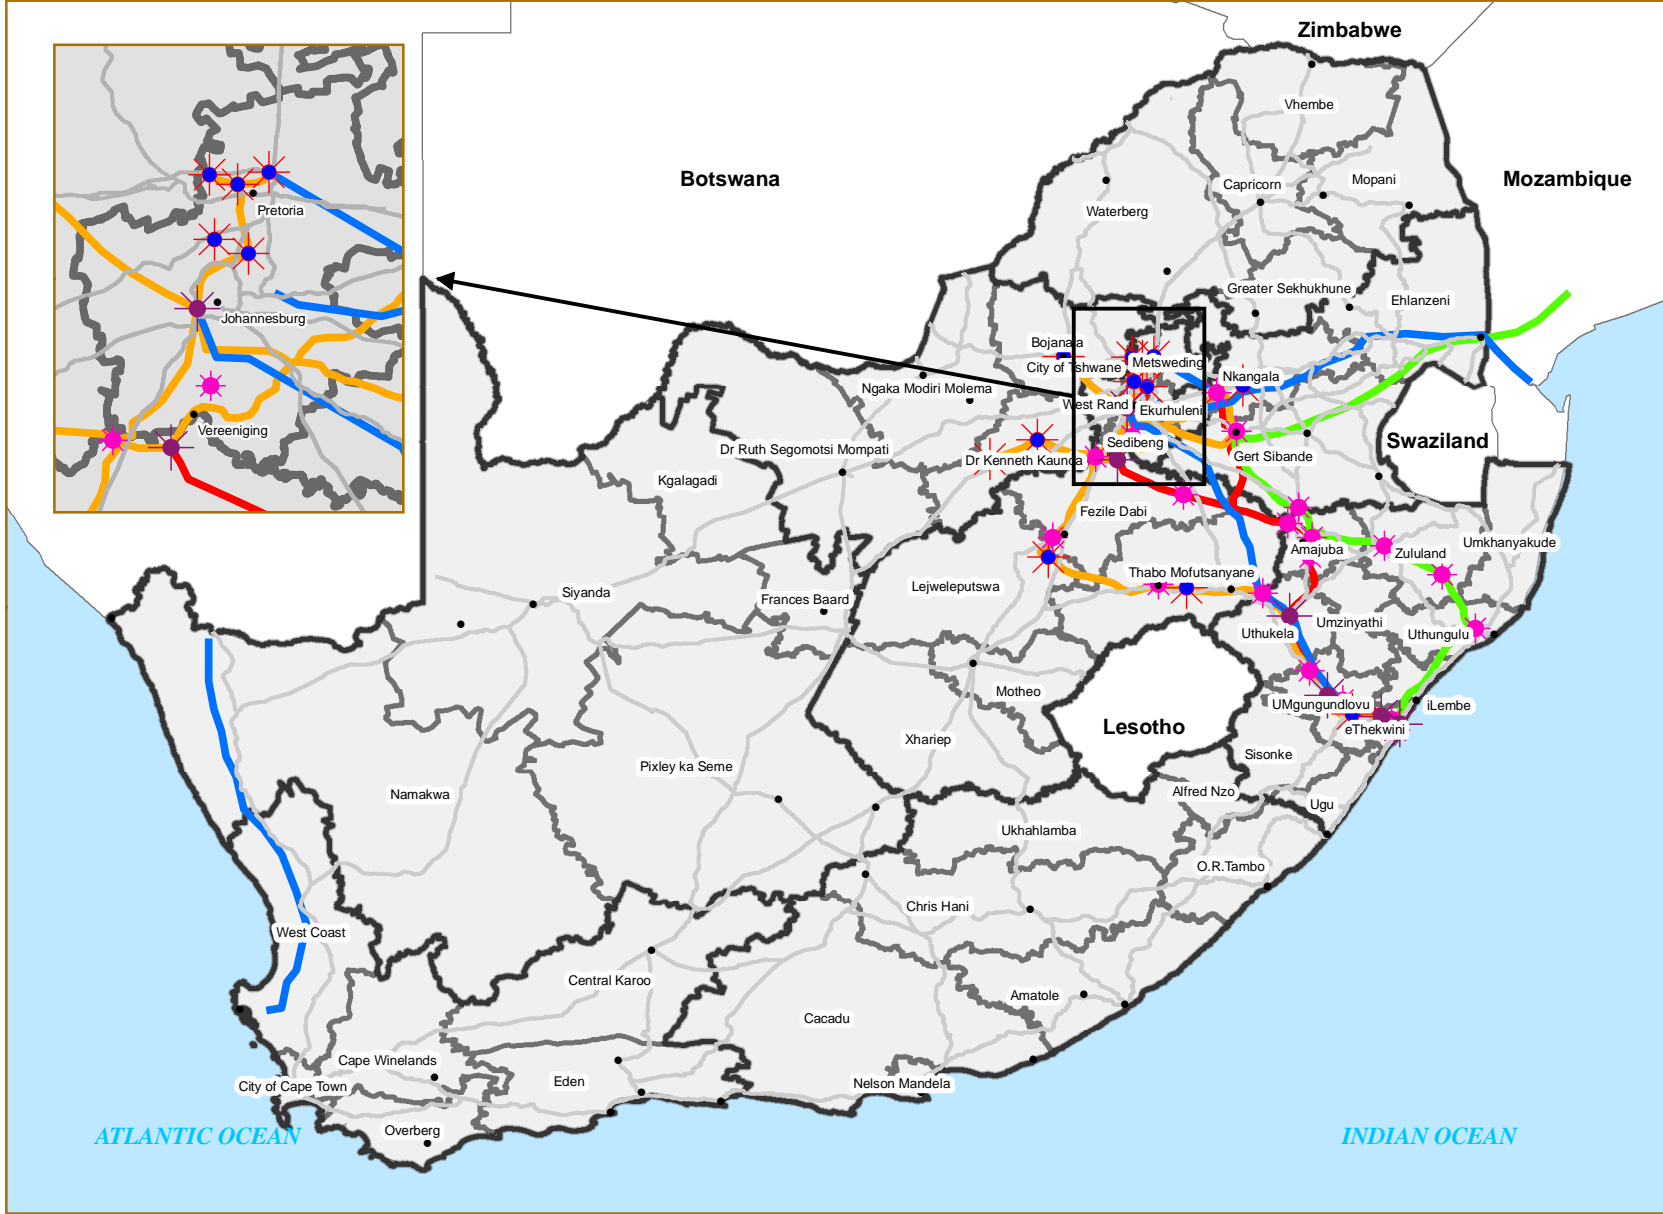 Zimbabwe
Vhembe
Botswana
Mozambique
Mopani
Capricorn
Waterberg
Pretoria
Greater Sekhukhune
Ehlanzeni
Johannesburg
Bojanala
City of Tshwane
Metsweding
Nkangala
Ngaka Modiri Molema
West Rand
Ekurhuleni
Vereeniging
Swaziland
Sedibeng
Dr Ruth Segomotsi Mompati
Dr Kenneth Kaunda
Gert Sibande
Kgalagadi
Fezile Dabi
Umkhanyakude
Amajuba
Zululand
Thabo Mofutsanyane
Lejweleputswa
Siyanda
Frances Baard
Umzinyathi
Uthukela
Uthungulu
Motheo
UMgungundlovu
iLembe
Lesotho
eThekwini
Xhariep
Sisonke
Pixley ka Seme
Namakwa
Alfred Nzo
Ugu
Ukhahlamba
O.R.Tambo
Chris Hani
West Coast
Central Karoo
Amatole
Cacadu
Cape Winelands
Eden
Nelson Mandela
City of Cape Town
Overberg
ATLANTIC OCEAN
INDIAN OCEAN